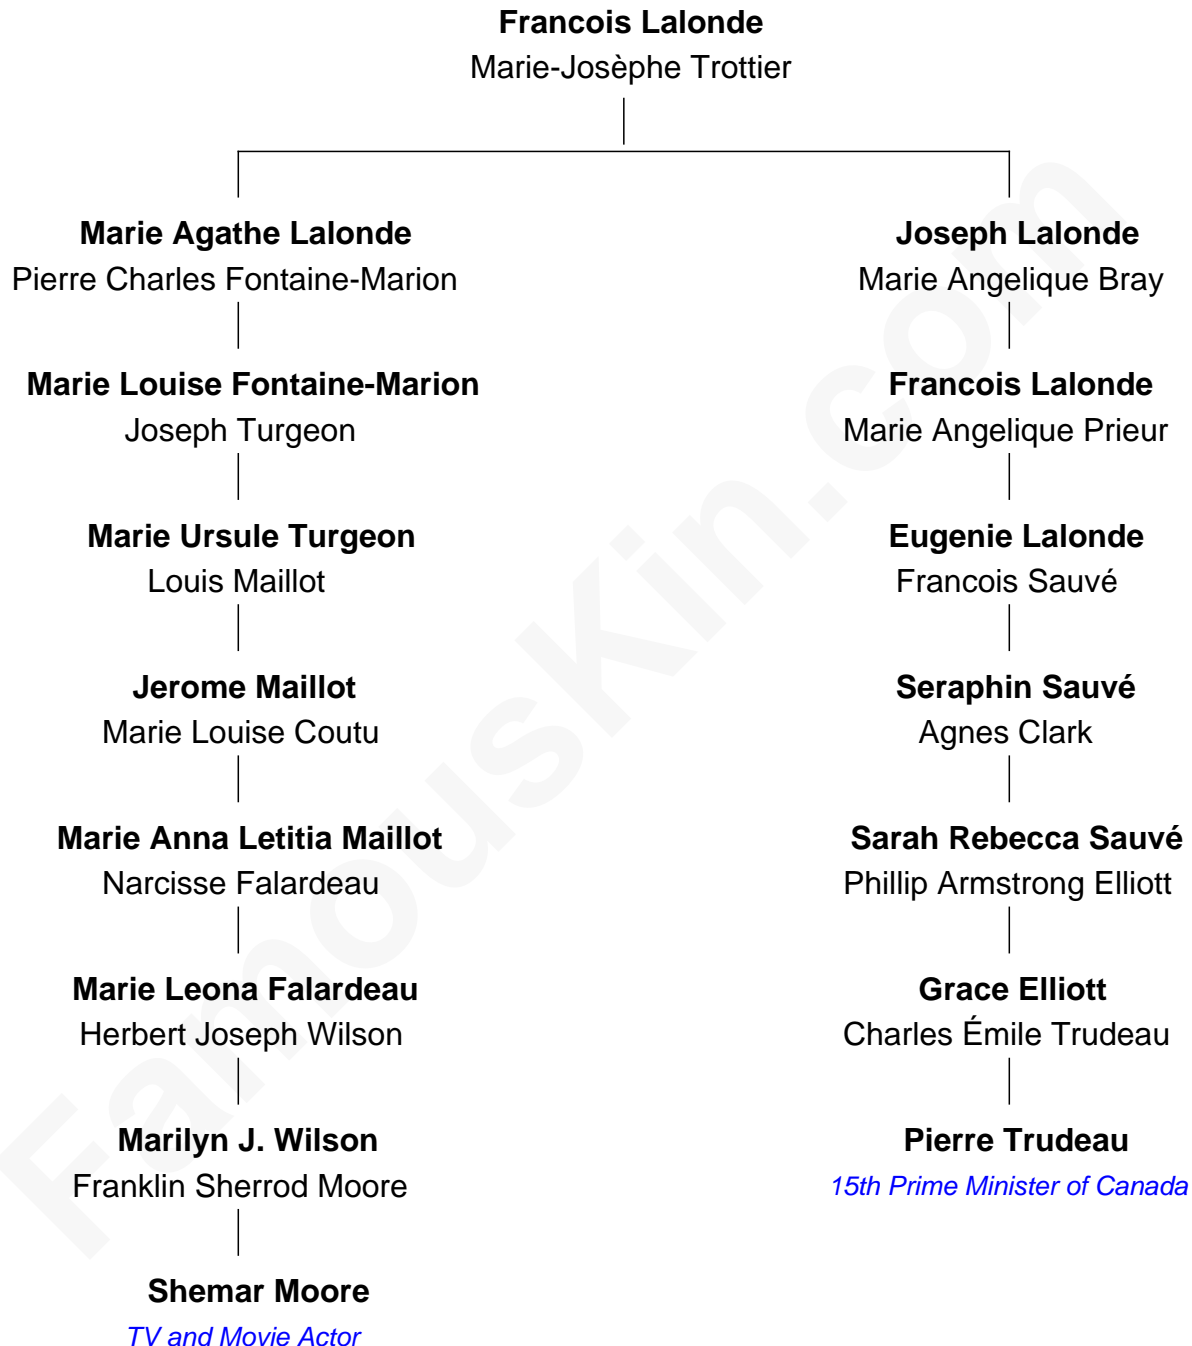 Francois Lalonde
Marie-Josèphe Trottier
Marie Agathe Lalonde
Pierre Charles Fontaine-Marion
Marie Louise Fontaine-Marion
Joseph Turgeon
Marie Ursule Turgeon
Louis Maillot
Jerome Maillot
Marie Louise Coutu
Marie Anna Letitia Maillot
Narcisse Falardeau
Marie Leona Falardeau
Herbert Joseph Wilson
Marilyn J. Wilson
Franklin Sherrod Moore
Shemar Moore
TV and Movie Actor
Joseph Lalonde
Marie Angelique Bray
Francois Lalonde
Marie Angelique Prieur
Eugenie Lalonde
Francois Sauvé
Seraphin Sauvé
Agnes Clark
Sarah Rebecca Sauvé
Phillip Armstrong Elliott
Grace Elliott
Charles Émile Trudeau
Pierre Trudeau
15th Prime Minister of Canada
FamousKin.com